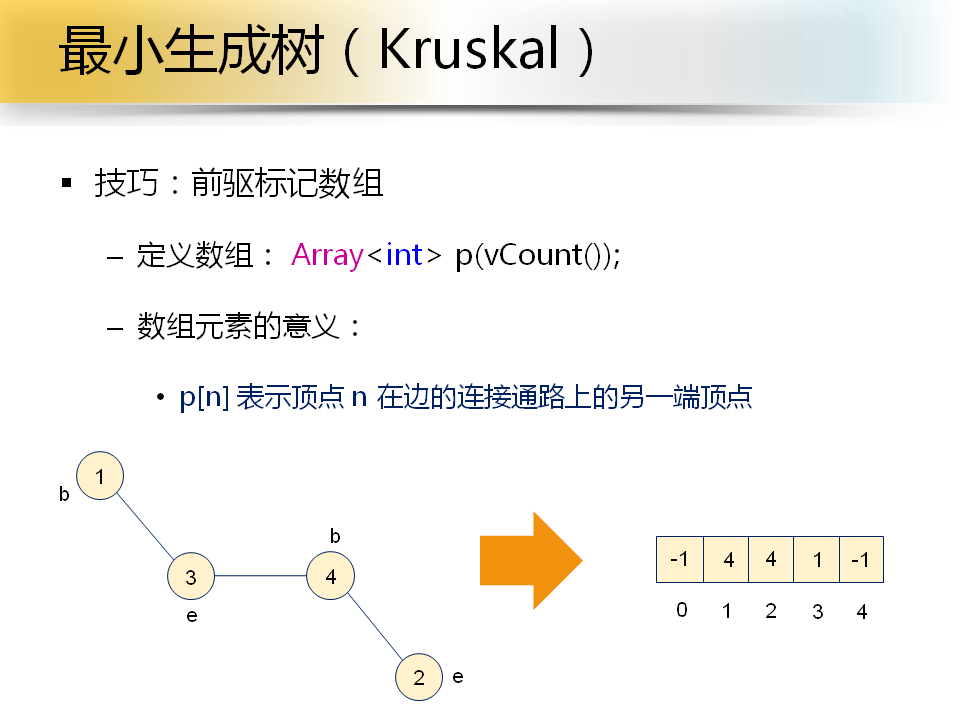 最小生成树（Kruskal）
▪ 技巧：前驱标记数组
– 定义数组： Array<int> p(vCount());
– 数组元素的意义：
• p[n] 表示顶点 n 在边的连接通路上的另一端顶点
1
b
b
3
4
e
2
e
-1 4 4 1 -1
0 1 2 3 4